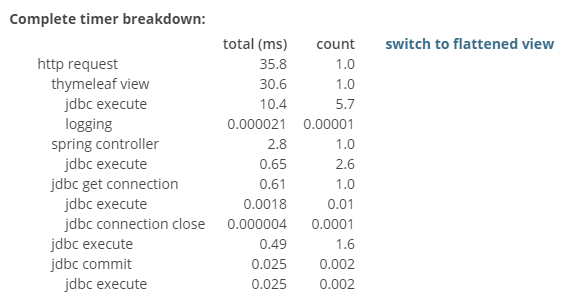 Complete timer breakdown:
total (ms) count switch to flattened view
http request 35.8 1.0
thymeleaf view 30.6 1.0
jdbc execute 10.4 5.7
logging 0.000021 0.00001
spring controller 2.8 1.0
jdbc execute 0.65 2.6
jdbc get connection 0.61 1.0
jdbc execute 0.0018 0.01
jdbc connection close 0.000004 0.0001
jdbc execute 0.49 1.6
jdbc commit 0.025 0.002
jdbc execute 0.025 0.002